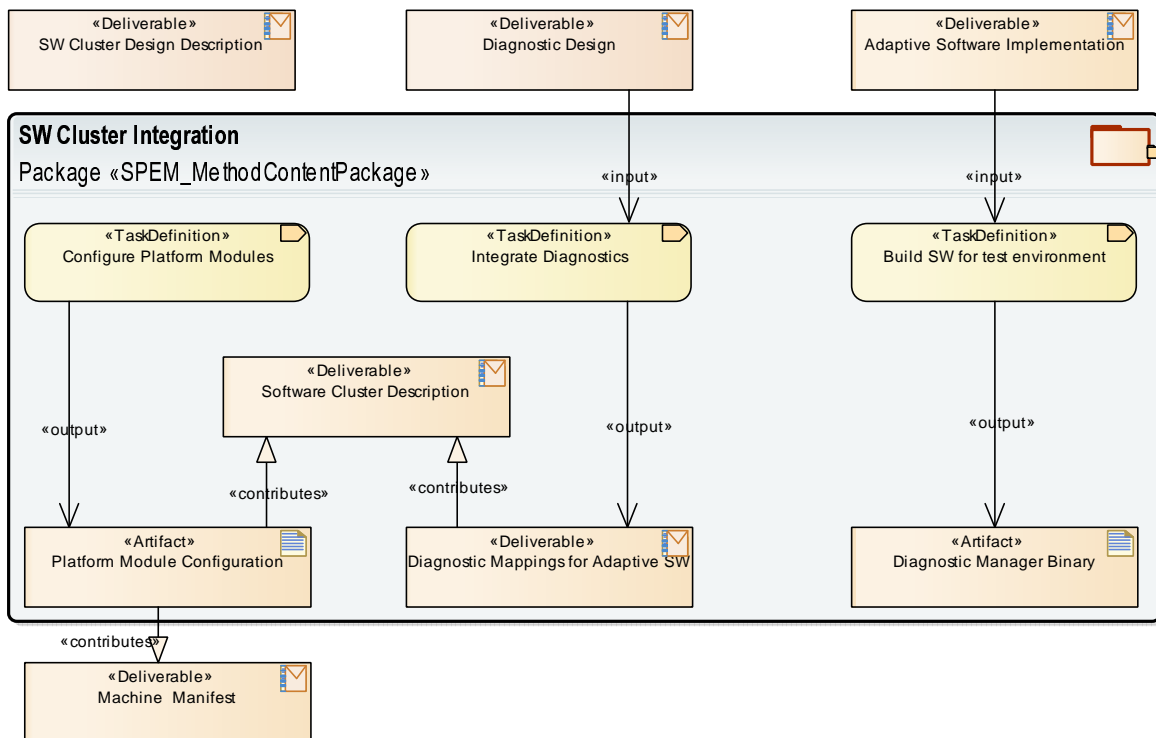 «Deliverable»
SW Cluster Design Description
«Deliverable»
Diagnostic Design
«Deliverable»
Adaptive Software Implementation
SW Cluster Integration
Package «SPEM_MethodContentPackage»
«input»
«input»
«TaskDefinition»
Configure Platform Modules
«TaskDefinition»
Integrate Diagnostics
«TaskDefinition»
Build SW for test environment
«Deliverable»
Software Cluster Description
«output»
«output»
«output»
«contributes»
«contributes»
«Artifact»
Platform Module Configuration
«Deliverable»
Diagnostic Mappings for Adaptive SW
«Artifact»
Diagnostic Manager Binary
«contributes»
«Deliverable»
Machine Manifest